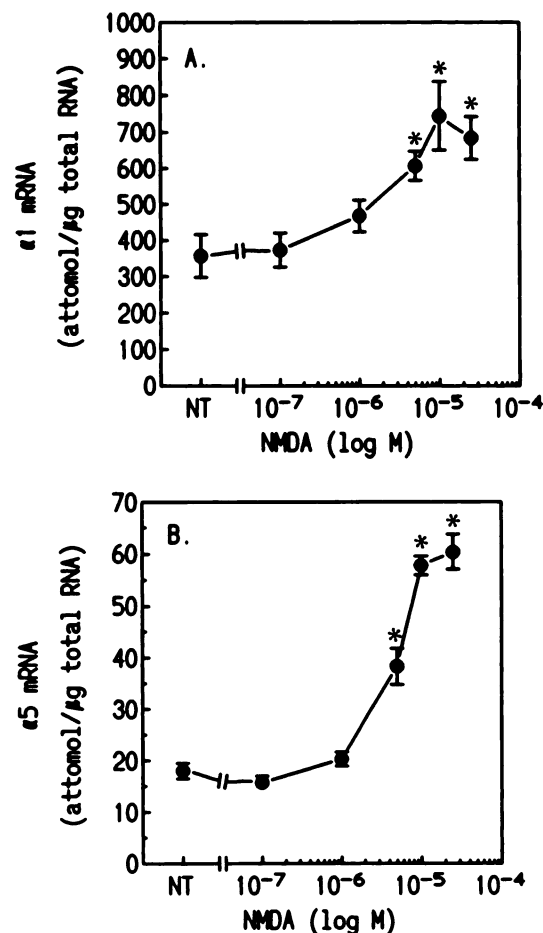 A.
α1 mRNA
(attomol/μg total RNA)
1000
900
800
700
600
500
400
300
200
100
0
*
*
*
NT 10⁻⁷ 10⁻⁶ 10⁻⁵ 10⁻⁴
NMDA (log M)
B.
α5 mRNA
(attomol/μg total RNA)
70
60
50
40
30
20
10
0
*
*
*
NT 10⁻⁷ 10⁻⁶ 10⁻⁵ 10⁻⁴
NMDA (log M)